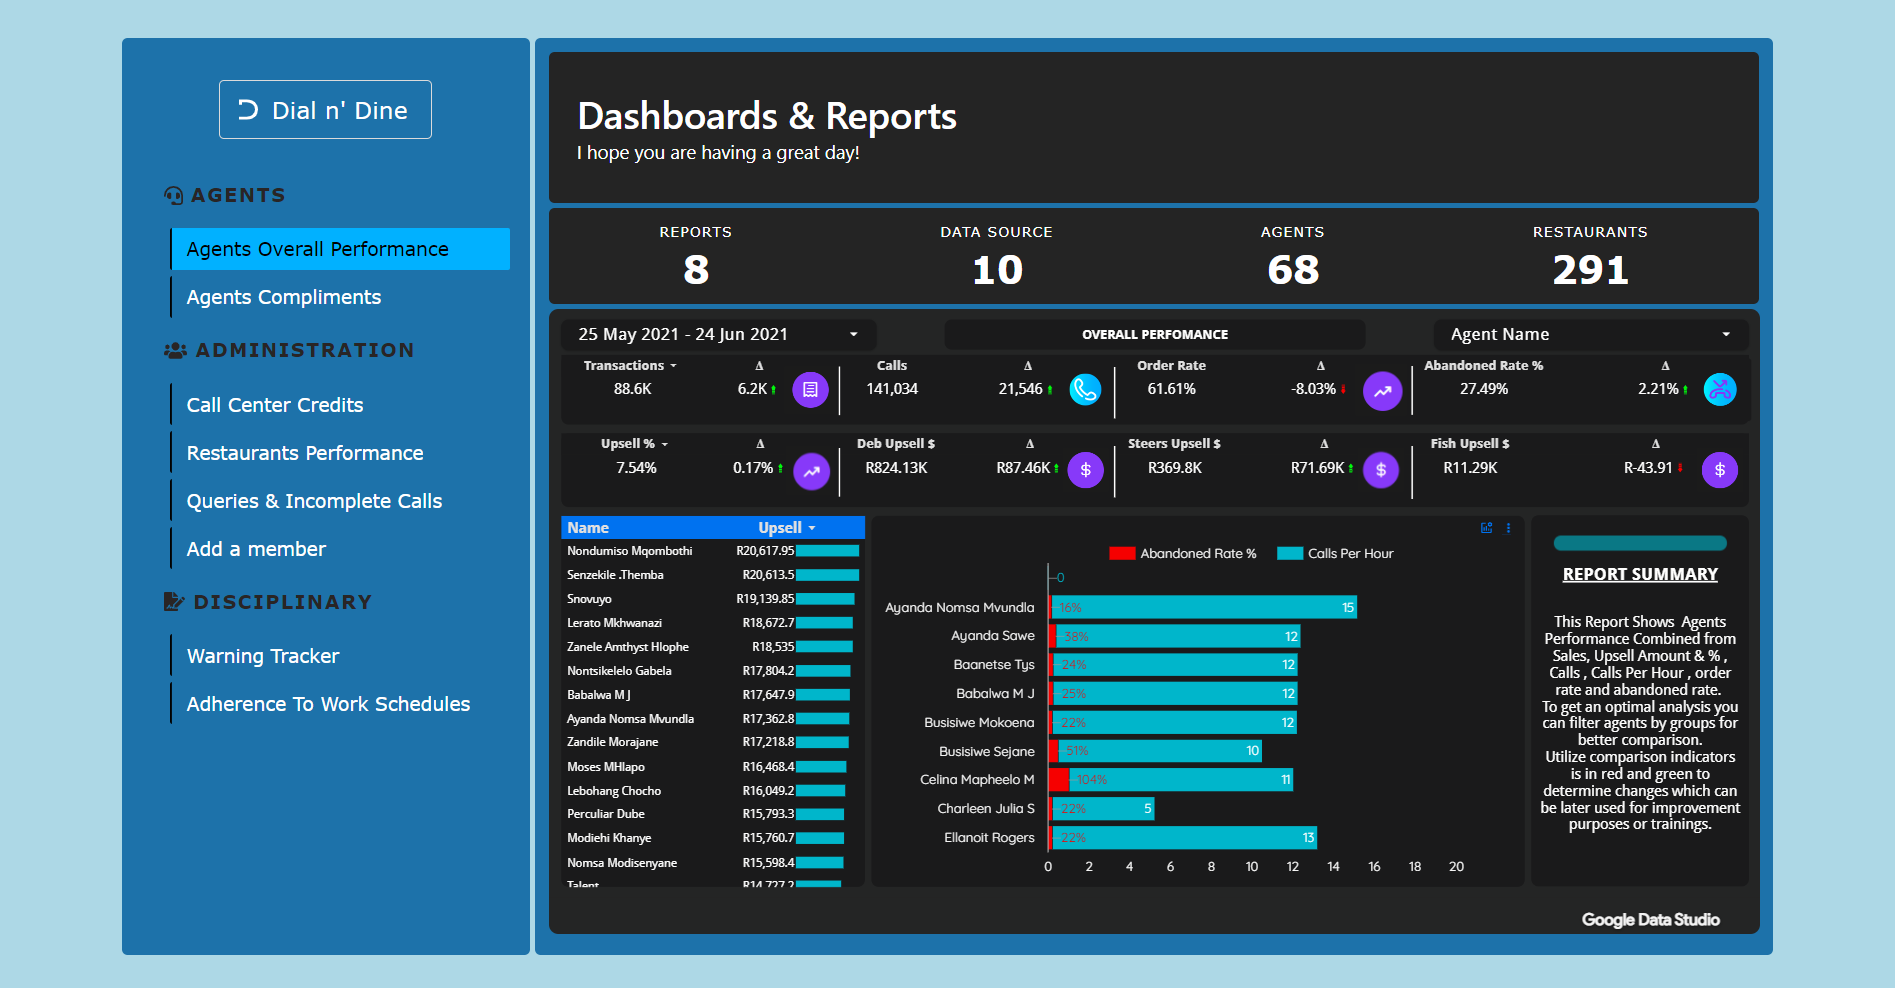 Dial n' Dine
AGENTS
Agents Overall Performance
Agents Compliments
ADMINISTRATION
Call Center Credits
Restaurants Performance
Queries & Incomplete Calls
Add a member
DISCIPLINARY
Warning Tracker
Adherence To Work Schedules
Dashboards & Reports
I hope you are having a great day!
REPORTS DATA SOURCE AGENTS RESTAURANTS
8 10 68 291
25 May 2021 - 24 Jun 2021 OVERALL PERFOMANCE Agent Name
Transactions Δ Calls Δ Order Rate Δ Abandoned Rate % Δ
88.6K 6.2K 141,034 21,546 61.61% -8.03% 27.49% 2.21%
Upsell % Δ Deb Upsell $ Δ Steers Upsell $ Δ Fish Upsell $ Δ
7.54% 0.17% R824.13K R87.46K R369.8K R71.69K R11.29K R-43.91
Name Upsell
Nondumiso Mqombothi R20,617.95
Senzekile .Themba R20,613.5
Snovuyo R19,139.85
Lerato Mkhwanazi R18,672.7
Zanele Amthyst Hlophe R18,535
Nontsikelelo Gabela R17,804.2
Babalwa M J R17,647.9
Ayanda Nomsa Mvundla R17,362.8
Zandile Morajane R17,218.8
Moses MHlapo R16,468.4
Lebohang Chocho R16,049.2
Perculiar Dube R15,793.3
Modiehi Khanye R15,760.7
Nomsa Modisenyane R15,598.4
Talent R14,727.2
Abandoned Rate % Calls Per Hour
0
Ayanda Nomsa Mvundla 16% 15
Ayanda Sawe 38% 12
Baanetse Tys 24% 12
Babalwa M J 25% 12
Busisiwe Mokoena 22% 12
Busisiwe Sejane 51% 10
Celina Mapheelo M 104% 11
Charleen Julia S 22% 5
Ellanoit Rogers 22% 13
0 2 4 6 8 10 12 14 16 18 20
REPORT SUMMARY
This Report Shows Agents
Performance Combined from
Sales, Upsell Amount & % ,
Calls , Calls Per Hour , order
rate and abandoned rate.
To get an optimal analysis you
can filter agents by groups for
better comparison.
Utilize comparison indicators
is in red and green to
determine changes which can
be later used for improvement
purposes or trainings.
Google Data Studio